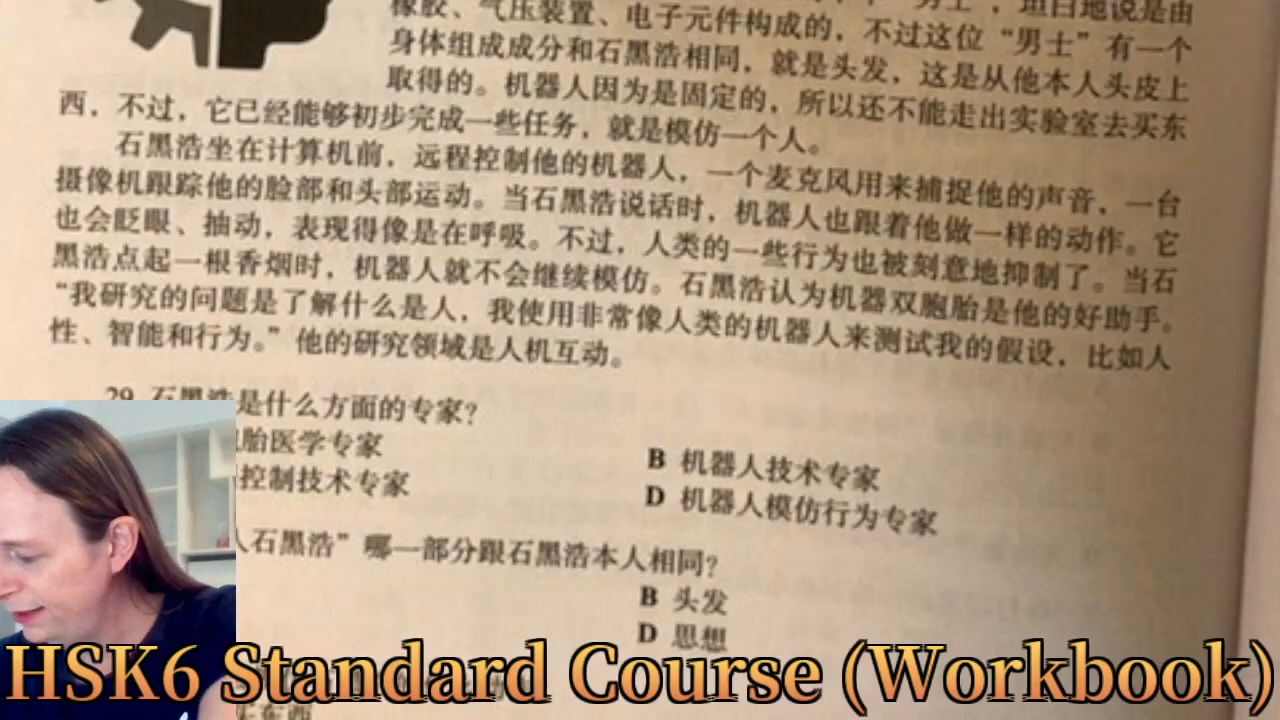 男士”，坦白地说是由
橡胶、气压装置、电子元件构成的，不过这位“男士”有一个
身体组成成分和石黑浩相同，就是头发，这是从他本人头皮上
取得的。机器人因为是固定的，所以还不能走出实验室去买东
西，不过，它已经能够初步完成一些任务，就是模仿一个人。
石黑浩坐在计算机前，远程控制他的机器人，一个麦克风用来捕捉他的声音，一台
摄像机跟踪他的脸部和头部运动。当石黑浩说话时，机器人也跟着他做一样的动作。它
也会眨眼、抽动，表现得像是在呼吸。不过，人类的一些行为也被刻意地抑制了。当石
黑浩点起一根香烟时，机器人就不会继续模仿。石黑浩认为机器双胞胎是他的好助手。
“我研究的问题是了解什么是人，我使用非常像人类的机器人来测试我的假设，比如人
性、智能和行为。”他的研究领域是人机互动。
29. 石黑浩是什么方面的专家？
胎医学专家
B 机器人技术专家
控制技术专家
D 机器人模仿行为专家
人石黑浩”哪一部分跟石黑浩本人相同？
B 头发
D 思想
HSK6 Standard Course (Workbook)
东西